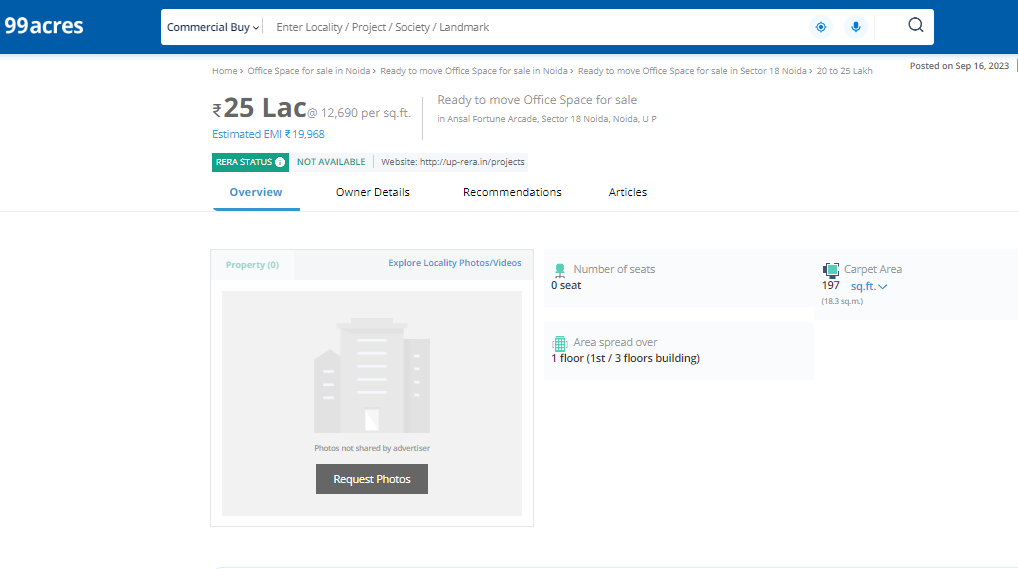 99acres
Commercial Buy
Enter Locality / Project / Society / Landmark
Home › Office Space for sale in Noida › Ready to move Office Space for sale in Noida › Ready to move Office Space for sale in Sector 18 Noida › 20 to 25 Lakh
Posted on Sep 16, 2023
₹25 Lac@ 12,690 per sq.ft.
Estimated EMI ₹ 19,968
Ready to move Office Space for sale
in Ansal Fortune Arcade, Sector 18 Noida, Noida, U P
RERA STATUS i NOT AVAILABLE Website: http://up-rera.in/projects
Overview Owner Details Recommendations Articles
Property (0) Explore Locality Photos/Videos
Photos not shared by advertiser
Request Photos
Number of seats
0 seat
Carpet Area
197 sq.ft.
(18.3 sq.m.)
Area spread over
1 floor (1st / 3 floors building)